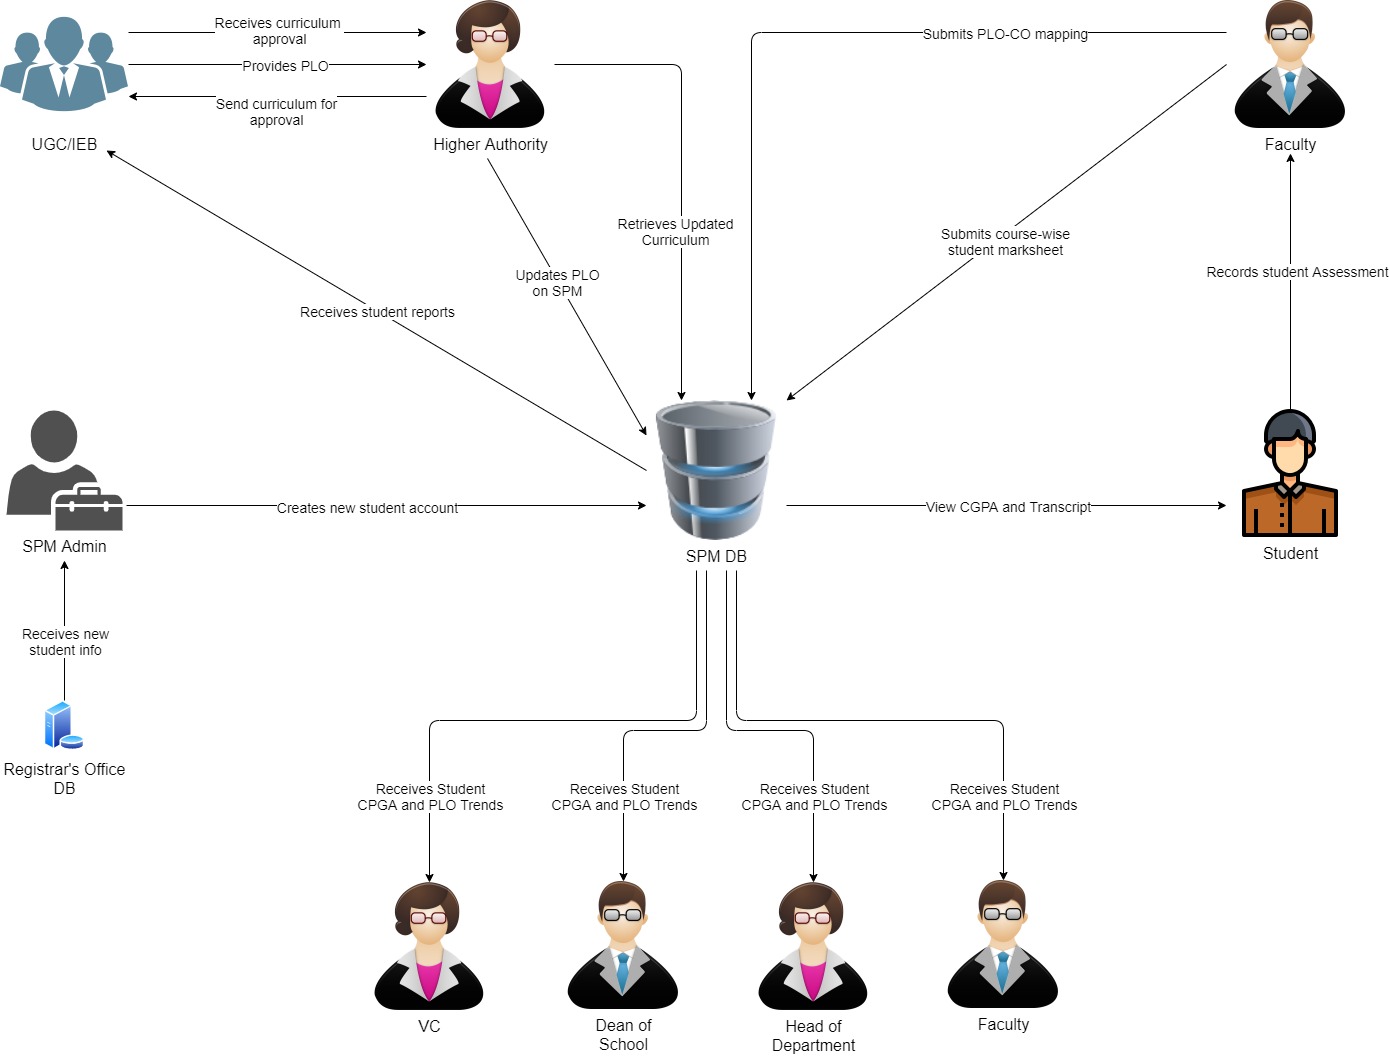 Receives curriculum
approval
Provides PLO
Send curriculum for
approval
UGC/IEB
Higher Authority
Submits PLO-CO mapping
Faculty
Retrieves Updated
Curriculum
Submits course-wise
student marksheet
Updates PLO
on SPM
Records student Assessment
Receives student reports
Creates new student account
View CGPA and Transcript
SPM Admin
SPM DB
Student
Receives new
student info
Registrar's Office
DB
Receives Student
CPGA and PLO Trends
Receives Student
CPGA and PLO Trends
Receives Student
CPGA and PLO Trends
Receives Student
CPGA and PLO Trends
VC
Dean of
School
Head of
Department
Faculty